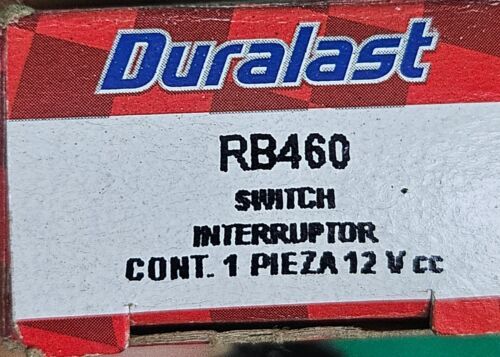 Duralast
RB460
SWITCH
INTERRUPTOR
CONT. 1 PIEZA 12 V cc